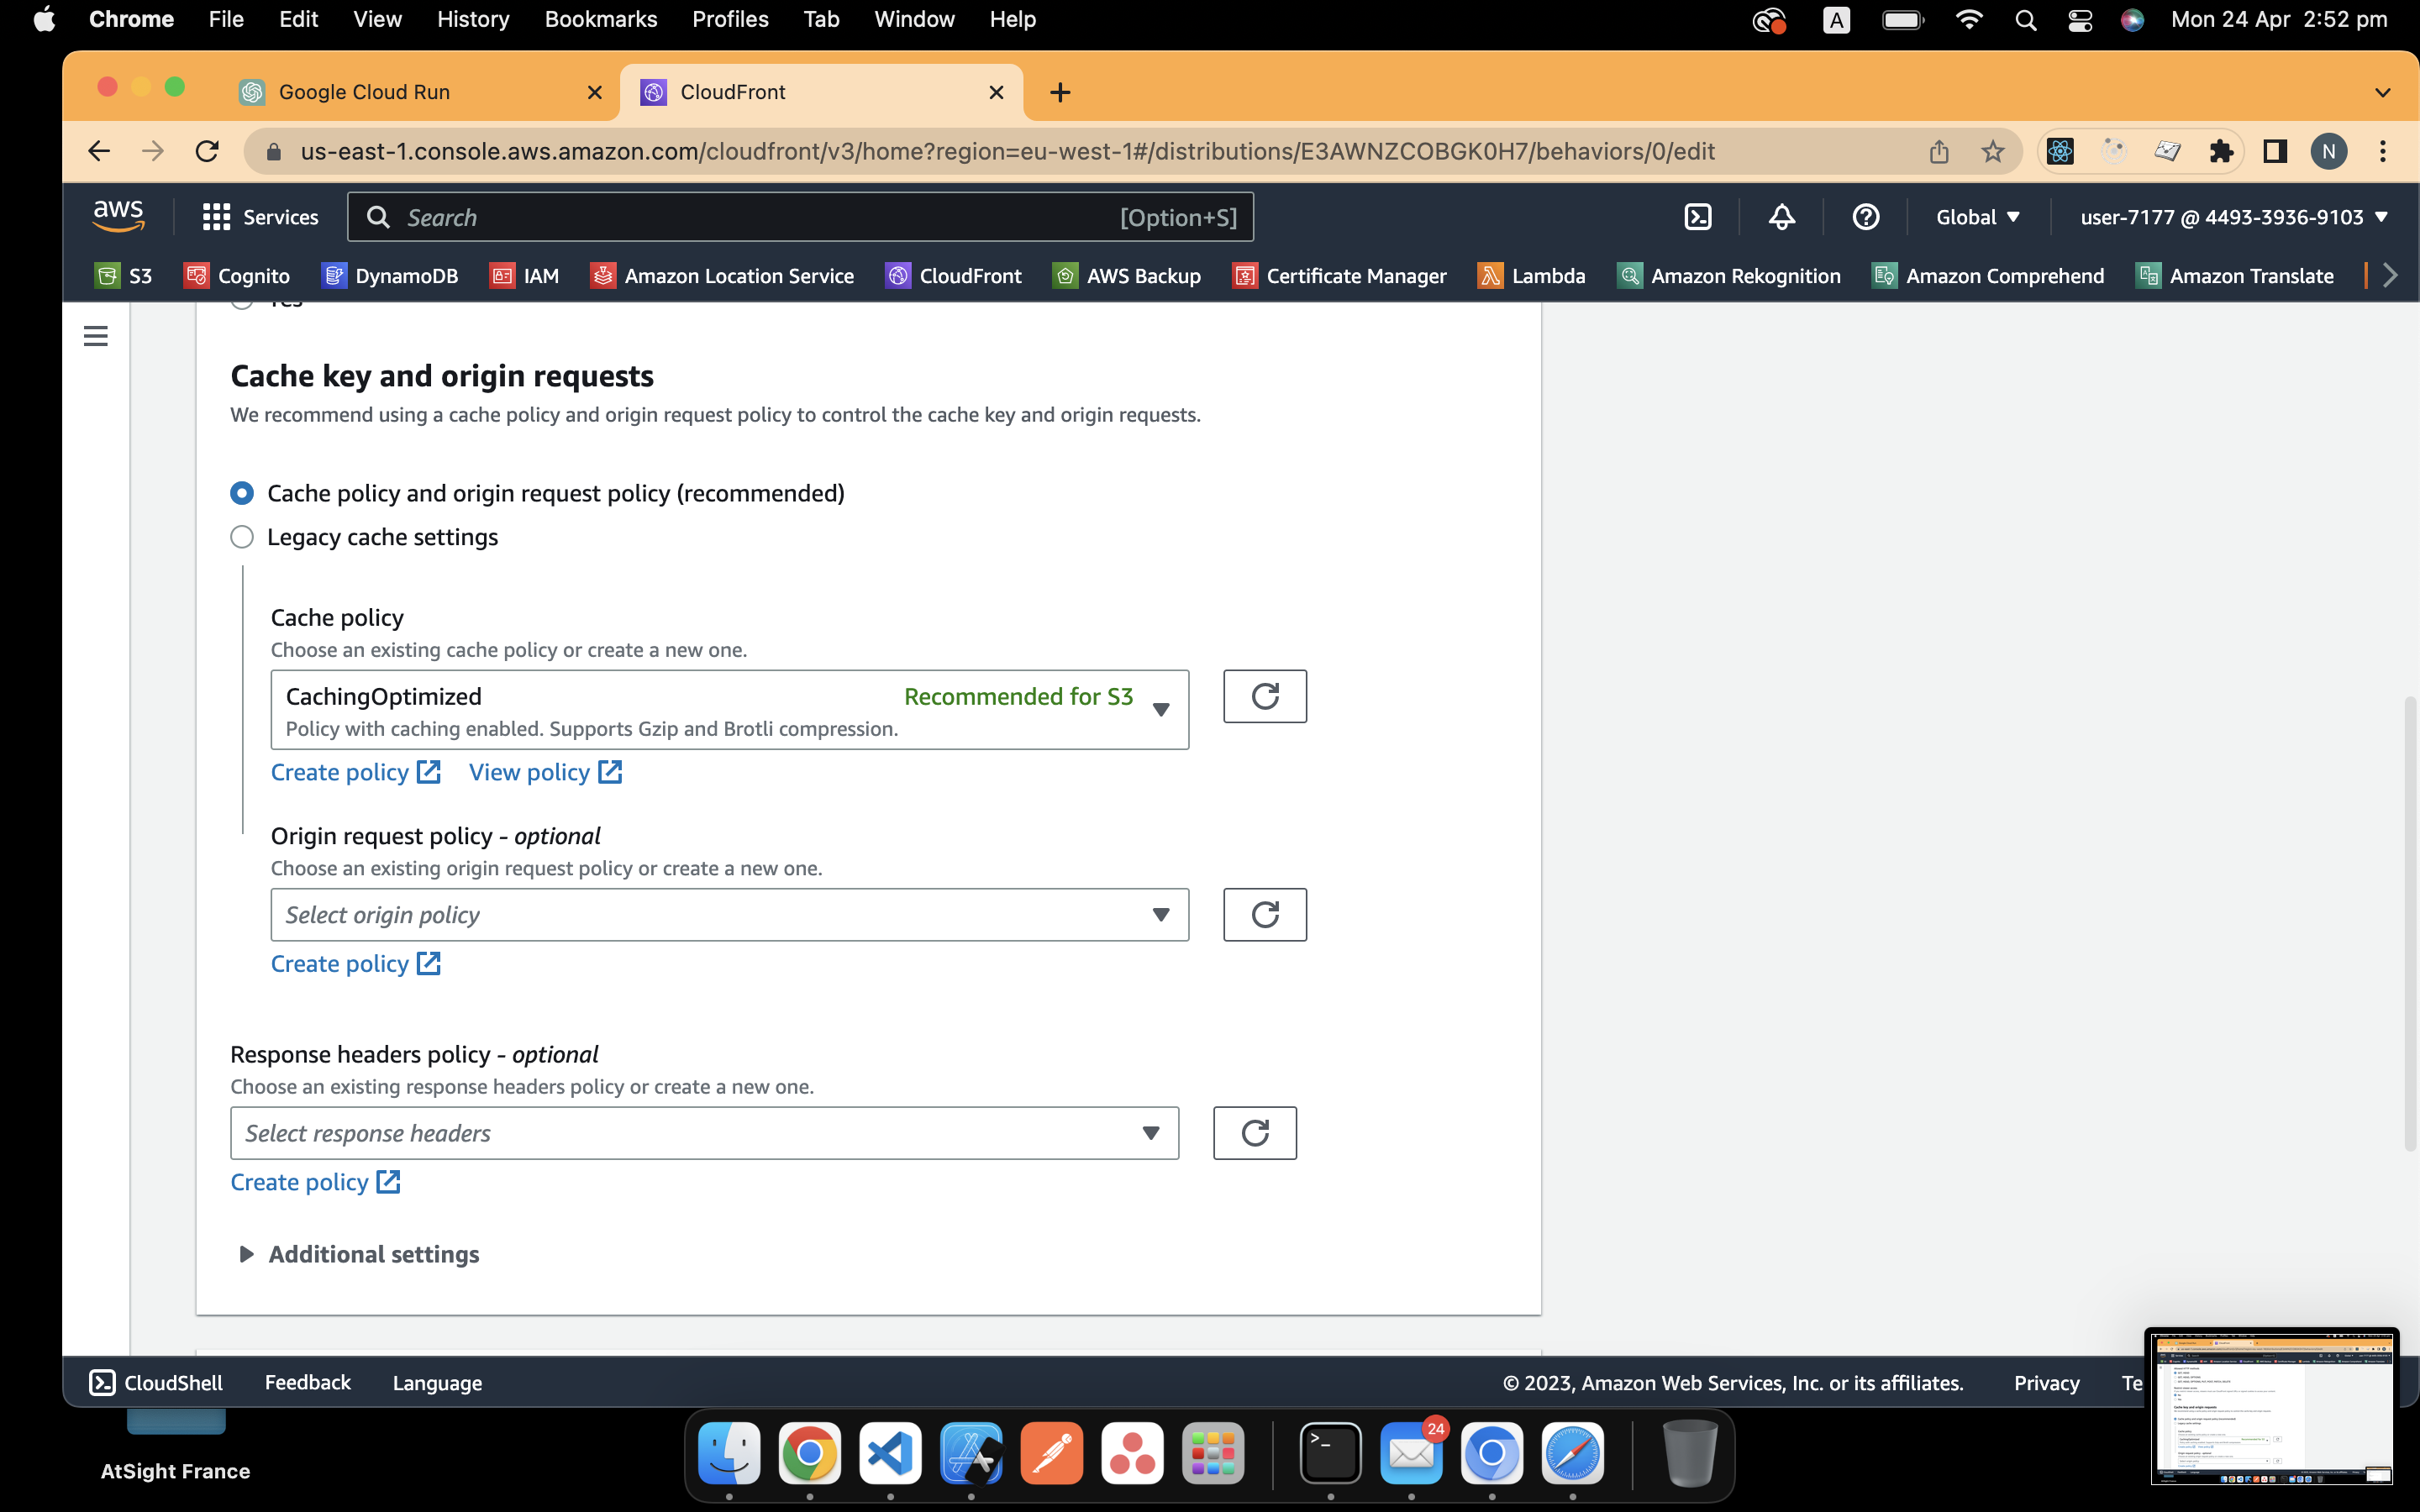 Chrome File Edit View History Bookmarks Profiles Tab Window Help A Mon 24 Apr 2:52 pm
Google Cloud Run CloudFront
us-east-1.console.aws.amazon.com/cloudfront/v3/home?region=eu-west-1#/distributions/E3AWNZCOBGK0H7/behaviors/0/edit N
aws Services Search [Option+S] Global user-7177 @ 4493-3936-9103
S3 Cognito DynamoDB IAM Amazon Location Service CloudFront AWS Backup Certificate Manager Lambda Amazon Rekognition Amazon Comprehend Amazon Translate
Yes
Cache key and origin requests
We recommend using a cache policy and origin request policy to control the cache key and origin requests.
Cache policy and origin request policy (recommended)
Legacy cache settings
Cache policy
Choose an existing cache policy or create a new one.
CachingOptimized Recommended for S3
Policy with caching enabled. Supports Gzip and Brotli compression.
Create policy View policy
Origin request policy - optional
Choose an existing origin request policy or create a new one.
Select origin policy
Create policy
Response headers policy - optional
Choose an existing response headers policy or create a new one.
Select response headers
Create policy
Additional settings
CloudShell Feedback Language © 2023, Amazon Web Services, Inc. or its affiliates. Privacy Te
24
AtSight France